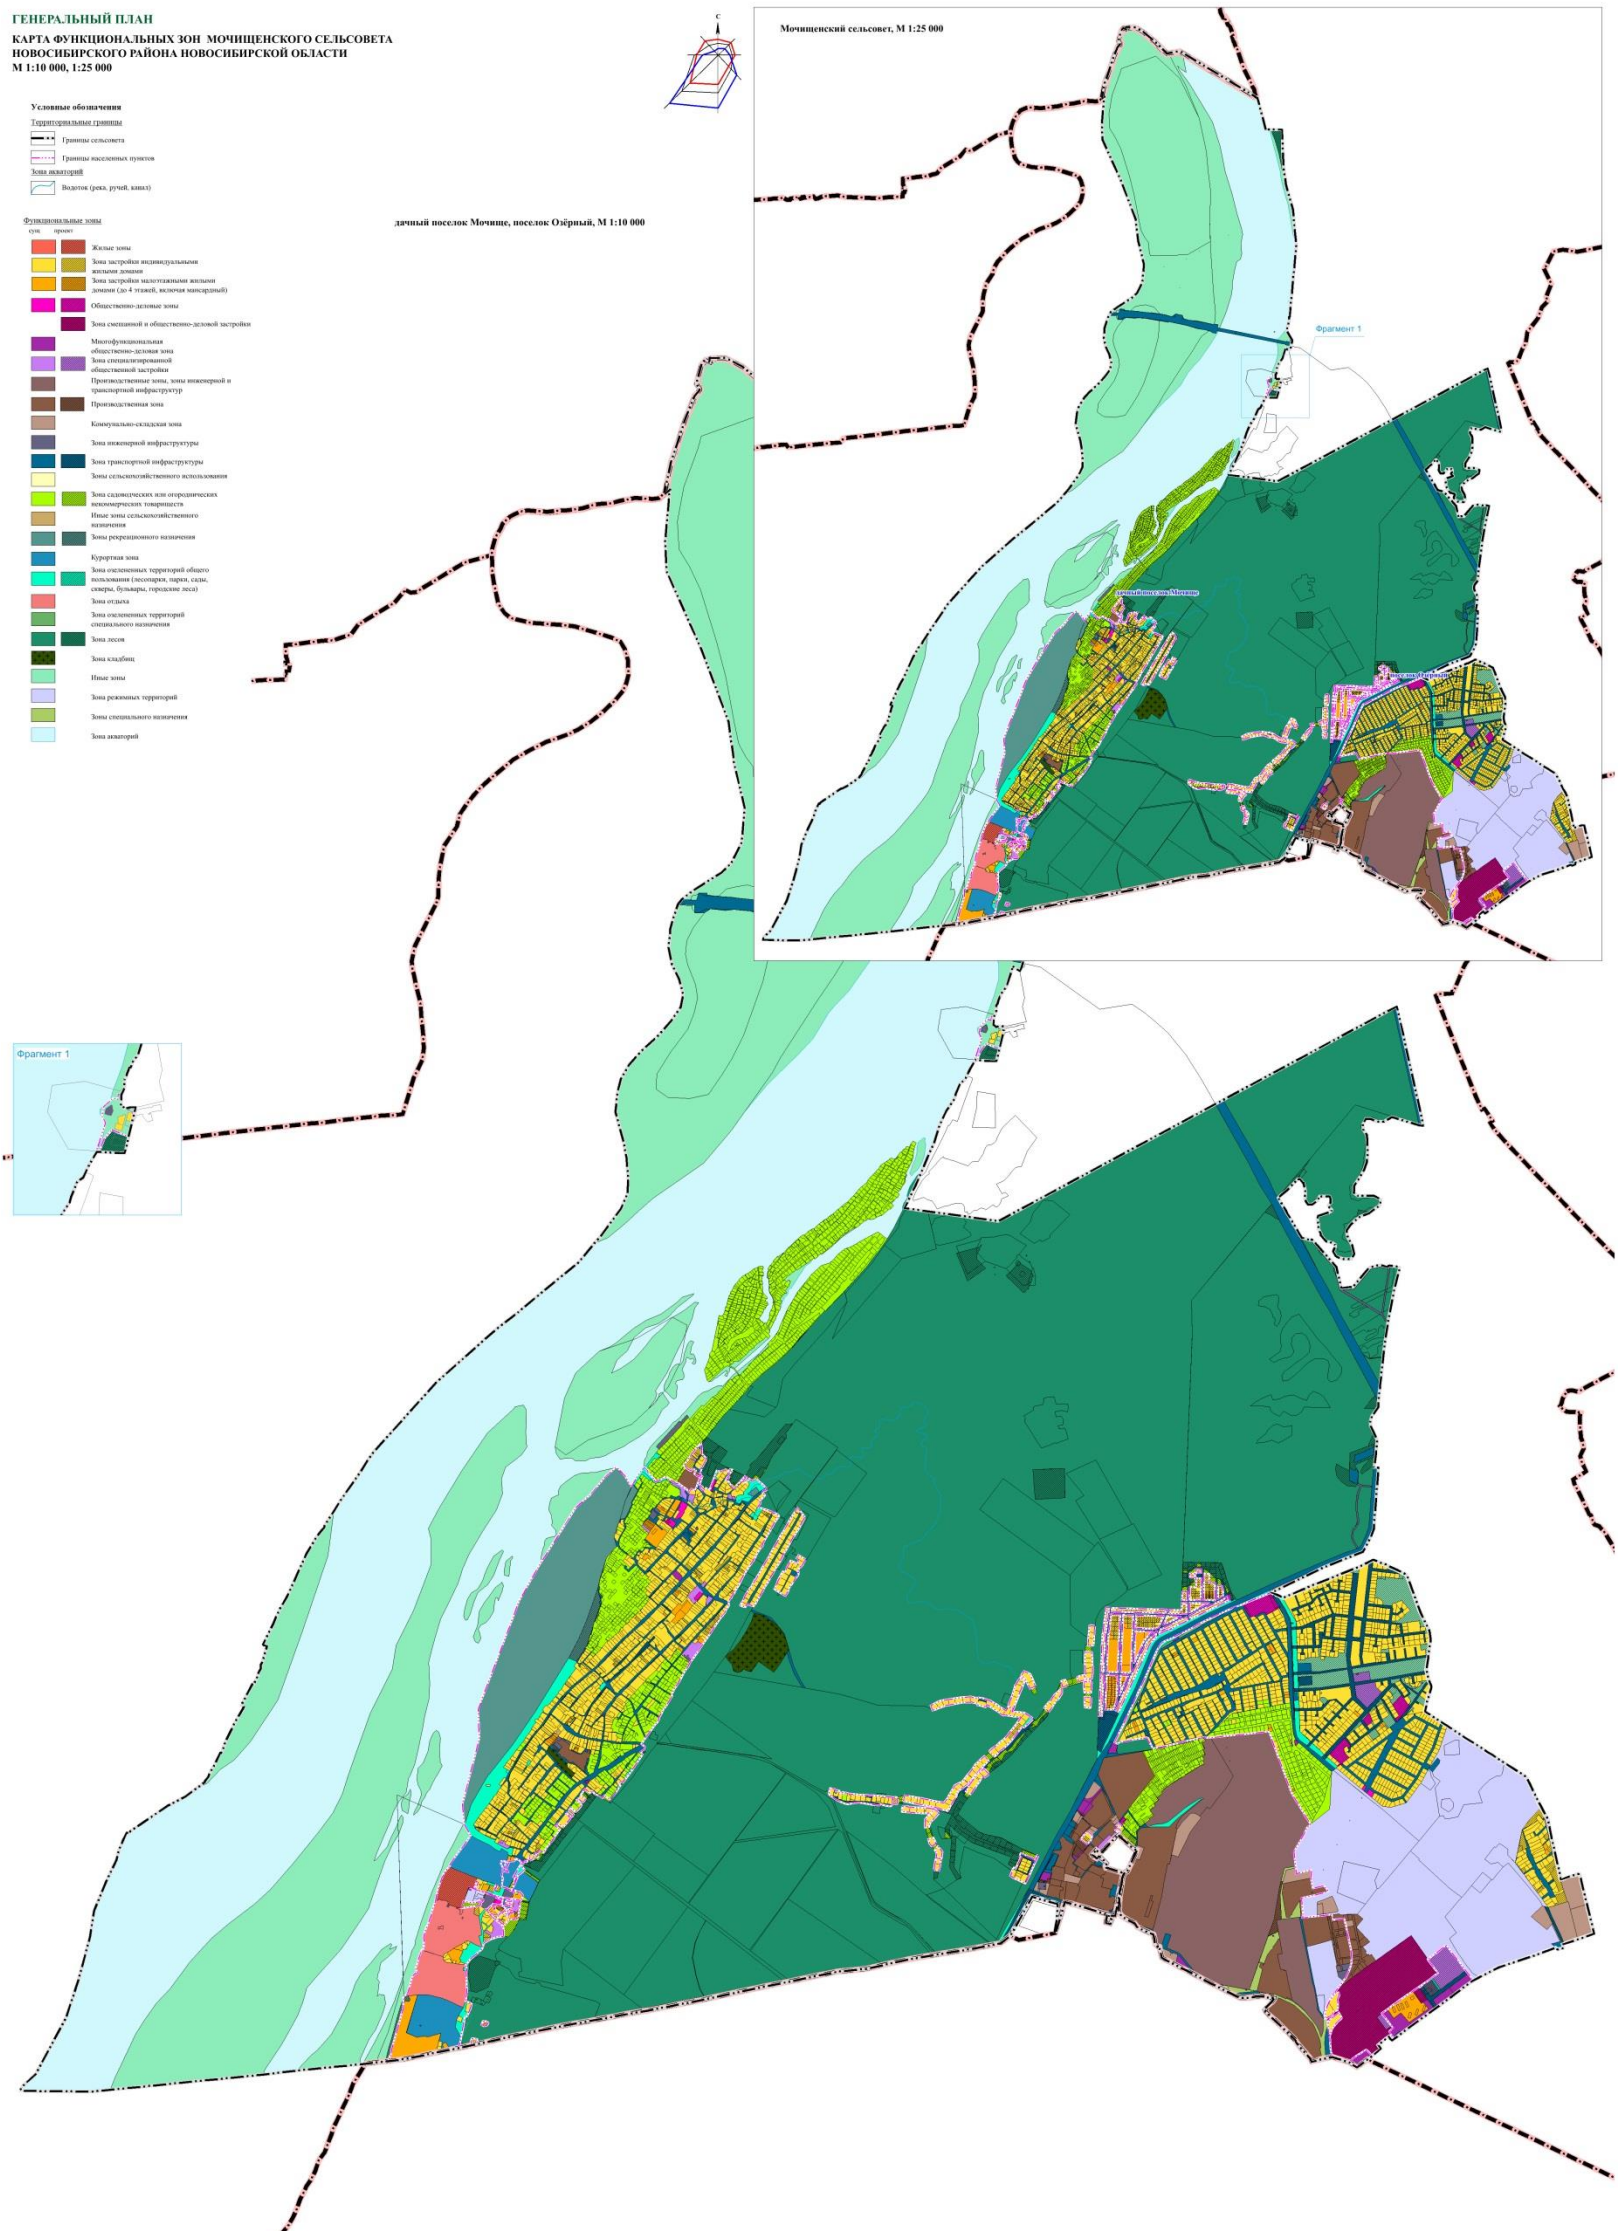 ГЕНЕРАЛЬНЫЙ ПЛАН
КАРТА ФУНКЦИОНАЛЬНЫХ ЗОН МОЧИЩЕНСКОГО СЕЛЬСОВЕТА
НОВОСИБИРСКОГО РАЙОНА НОВОСИБИРСКОЙ ОБЛАСТИ
М 1:10 000, 1:25 000
С
Мочищенский сельсовет, М 1:25 000
Условные обозначения
Территориальные границы
Границы сельсовета
Границы населенных пунктов
Зона акваторий
Водоток (река, ручей, канал)
дачный поселок Мочище, поселок Озёрный, М 1:10 000
Функциональные зоны
сущ. проект
Жилые зоны
Зона застройки индивидуальными
жилыми домами
Зона застройки малоэтажными жилыми
домами (до 4 этажей, включая мансардный)
Общественно-деловые зоны
Зона смешанной и общественно-деловой застройки
Многофункциональная
общественно-деловая зона
Зона специализированной
общественной застройки
Производственные зоны, зоны инженерной и
транспортной инфраструктур
Производственная зона
Коммунально-складская зона
Зона инженерной инфраструктуры
Зона транспортной инфраструктуры
Зоны сельскохозяйственного использования
Зона садоводческих или огороднических
некоммерческих товариществ
Иные зоны сельскохозяйственного
назначения
Зоны рекреационного назначения
Курортная зона
Зона озелененных территорий общего
пользования (лесопарки, парки, сады,
скверы, бульвары, городские леса)
Зона отдыха
Зона озелененных территорий
специального назначения
Зона лесов
Зона кладбищ
Иные зоны
Зона режимных территорий
Зоны специального назначения
Зона акваторий
Фрагмент 1
дачный поселок Мочище
поселок Озёрный
Фрагмент 1